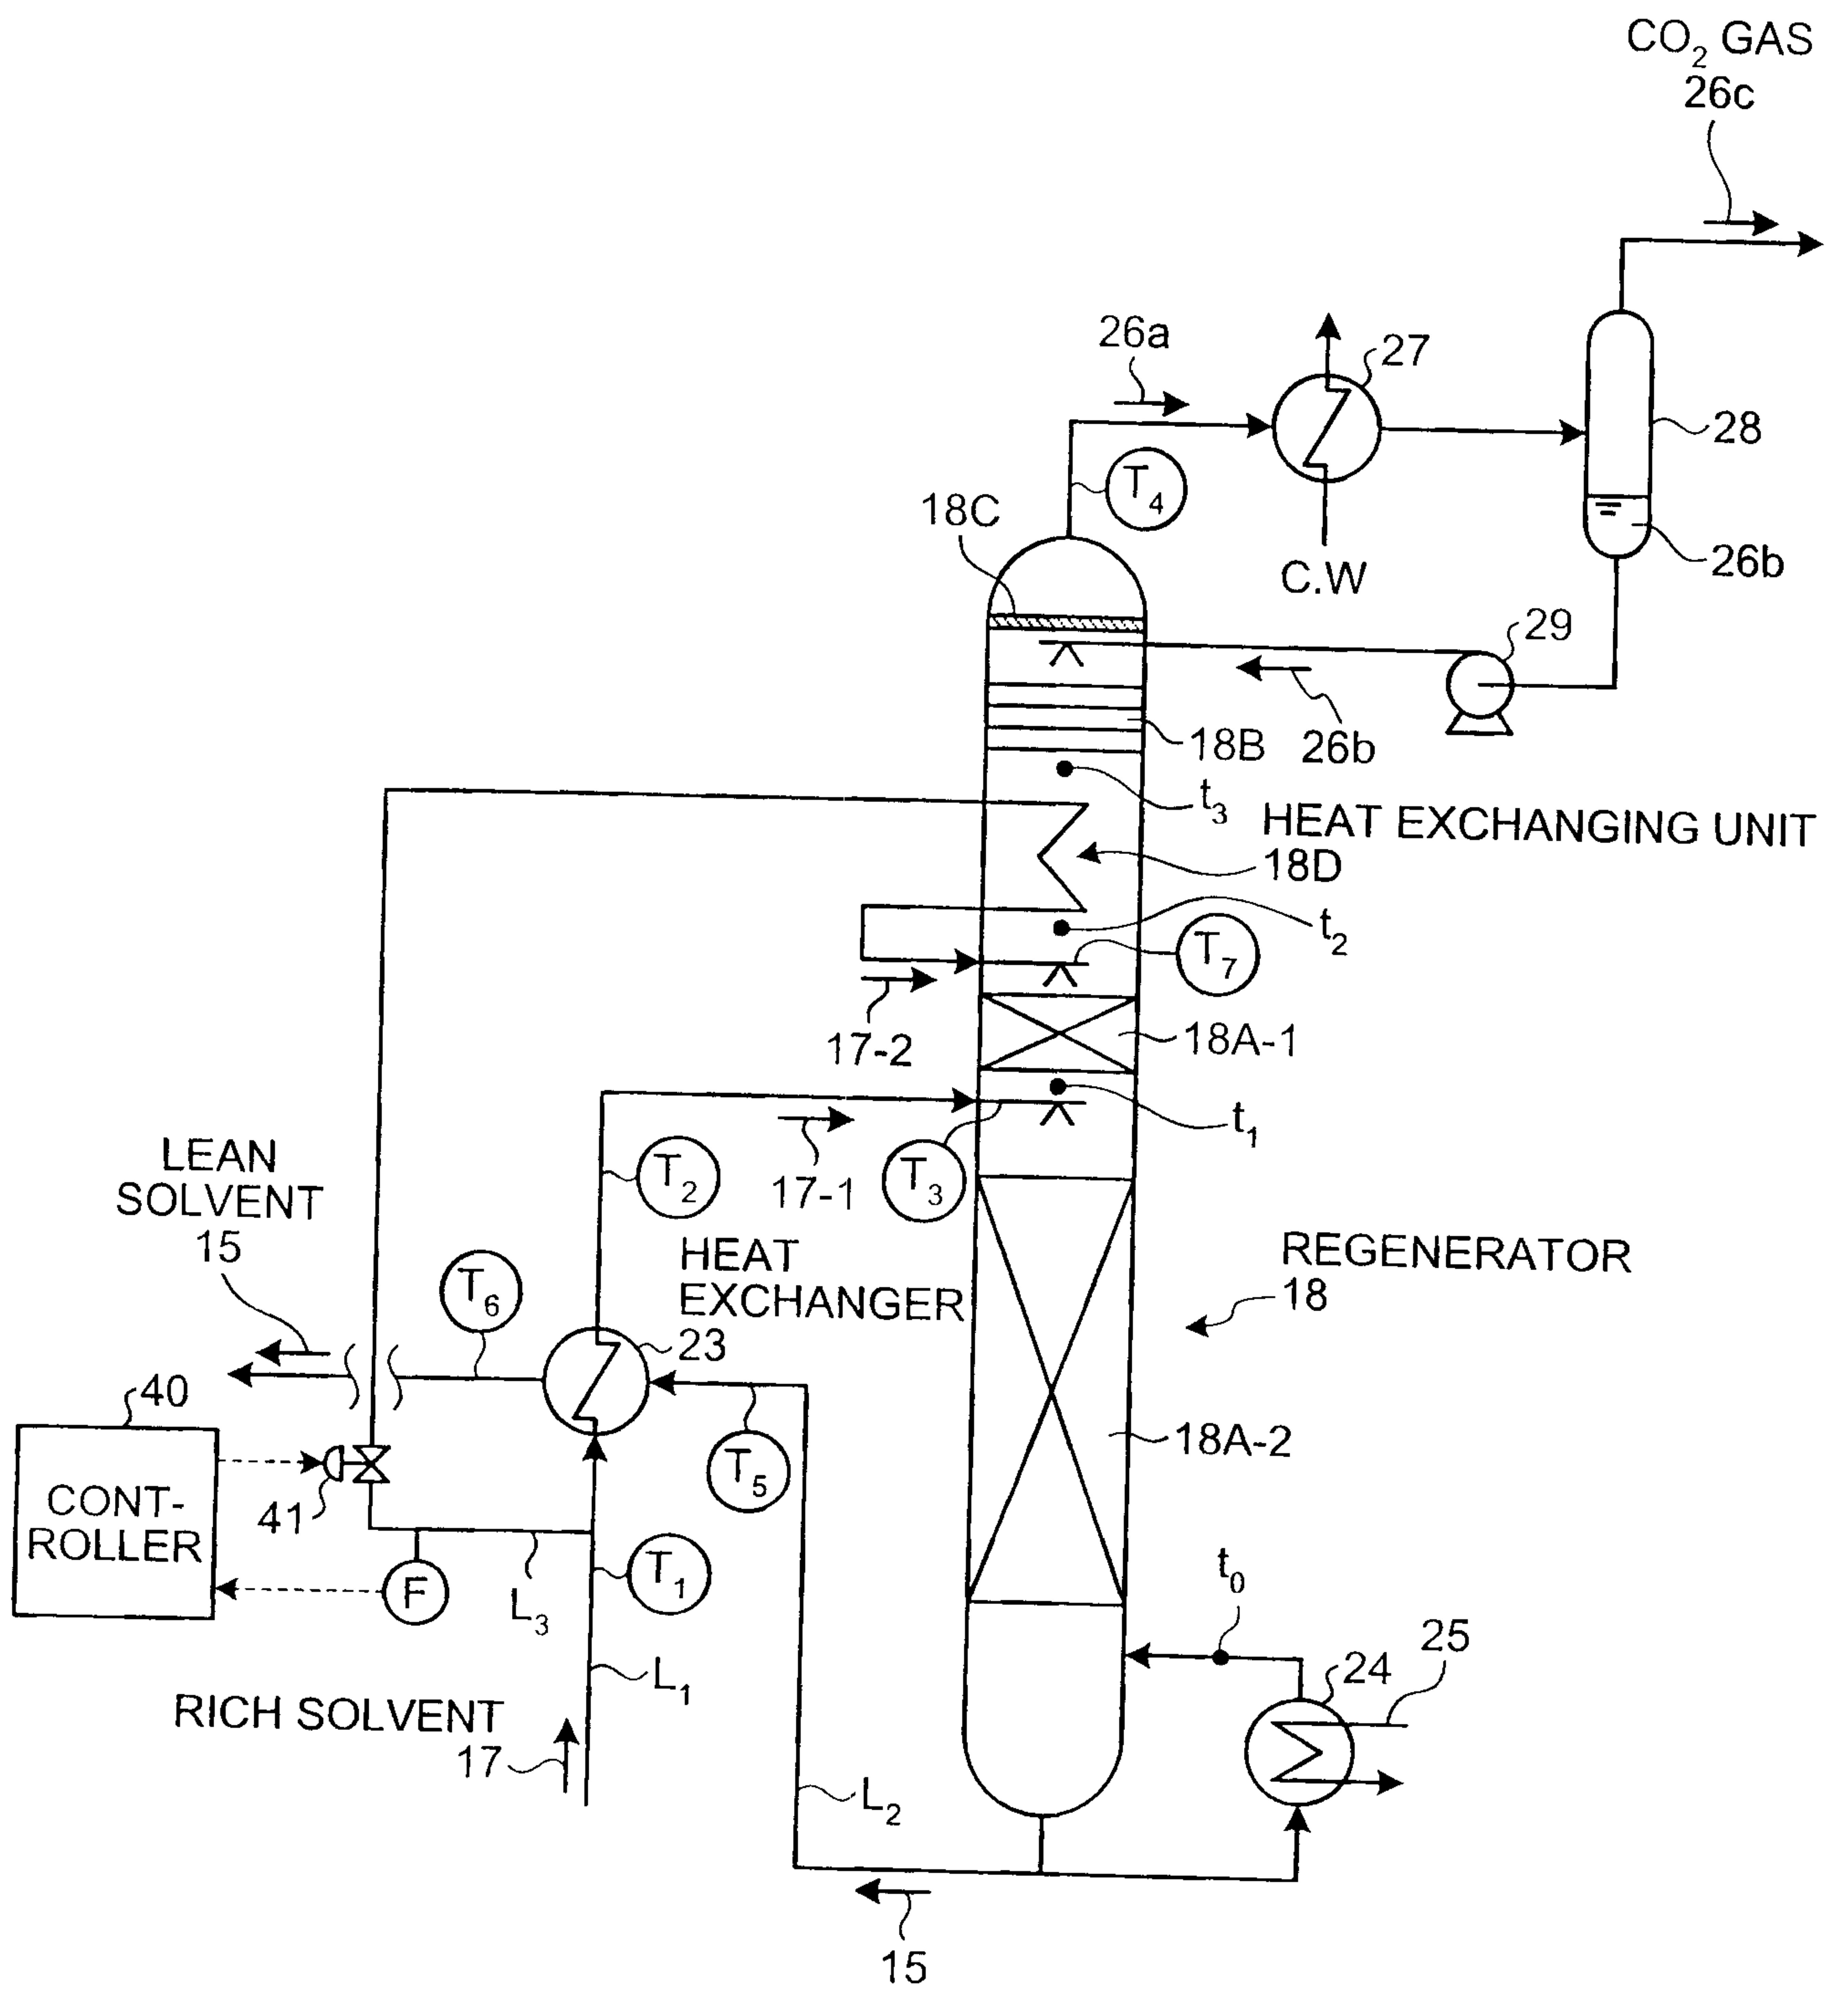 CO2 GAS
26c
26a
27
28
18C
T4
26b
C.W
29
18B
26b
t3
HEAT EXCHANGING UNIT
18D
t2
T7
17-2
18A-1
t1
LEAN
SOLVENT
15
T2
17-1
T3
HEAT
EXCHANGER
23
REGENERATOR
18
T6
40
CONT-
ROLLER
41
T5
18A-2
F
L3
T1
t0
24
25
L1
RICH SOLVENT
17
L2
15